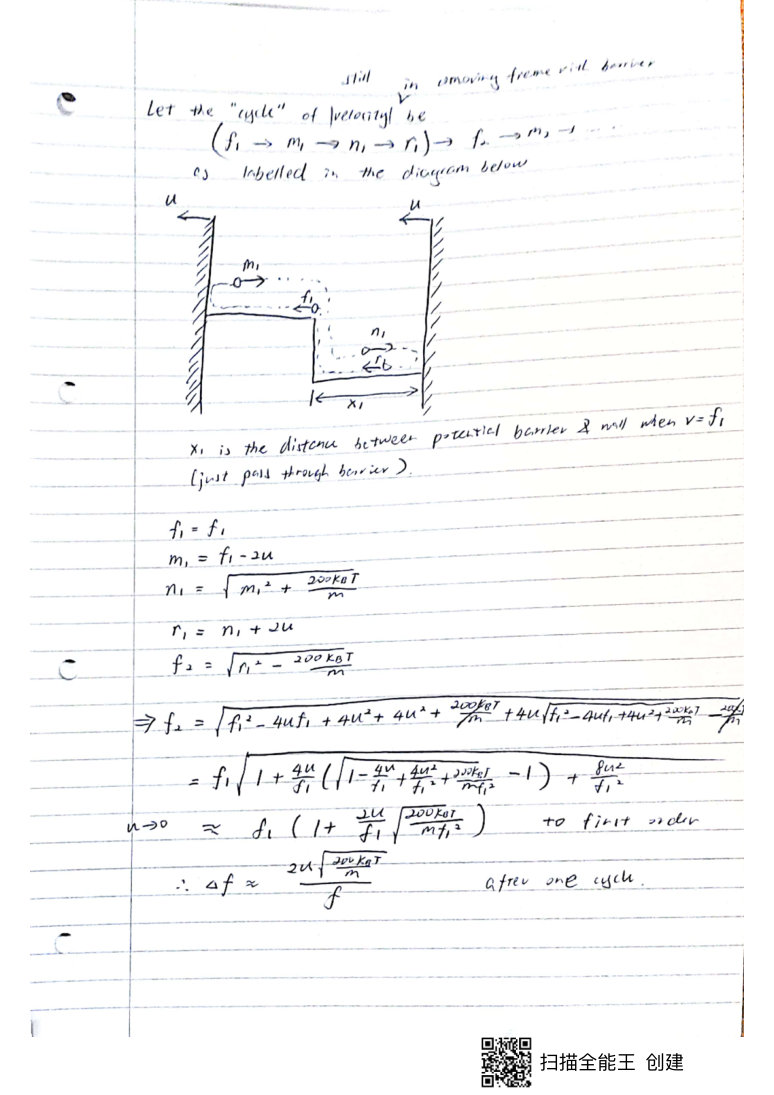 still in moving frame with barrier
Let the "cycle" of |velocity| be
(f₁ → m₁ → n₁ → r₁) → f₂ → m₂ → ...
as labelled in the diagram below
u u
m₁
f₁
n₁
r₁
x₁
x₁ is the distance between potential barrier & wall when v = f₁
(just pass through barrier).
f₁ = f₁
m₁ = f₁ - 2u
n₁ = √(m₁² + 200k_BT/m)
r₁ = n₁ + 2u
f₂ = √(r₁² - 200k_BT/m)
⇒ f₂ = √(f₁² - 4uf₁ + 4u² + 4u² + 200k_BT/m + 4u√(f₁² - 4uf₁ + 4u² + 200k_BT/m) - 200k_BT/m)
= f₁√(1 + 4u/f₁ (√(1 - 4u/f₁ + 4u²/f₁² + 200k_BT/mf₁²) - 1) + 8u²/f₁²)
u→0 ≈ f₁ (1 + 2u/f₁ √(200k_BT/mf₁²)) to first order
∴ Δf ≈ 2u√(200k_BT/m) / f after one cycle.
扫描全能王 创建